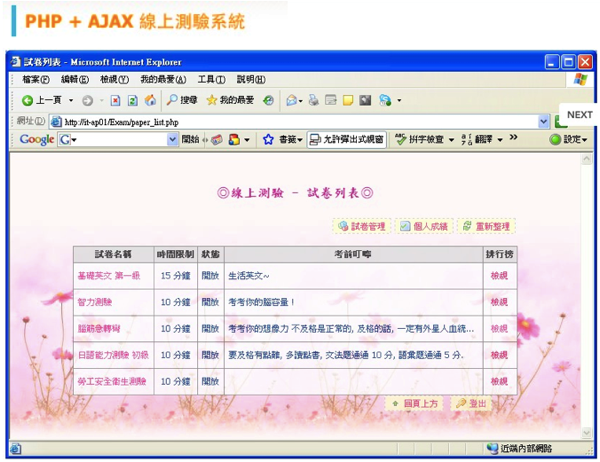 PHP + AJAX 線上測驗系統
試卷列表 - Microsoft Internet Explorer
檔案(F) 編輯(E) 檢視(V) 我的最愛(A) 工具(T) 說明(H)
上一頁 搜尋 我的最愛
網址(D) http://it-ap01/Exam/paper_list.php
NEXT
Google G 開始 書籤 允許彈出式視窗 拼字檢查 翻譯 » 設定
◎線上測驗 - 試卷列表◎
試卷管理 個人成績 重新整理
試卷名稱 時間限制 狀態 考前叮嚀 排行榜
基礎英文 第一級 15 分鐘 開放 生活英文~ 檢視
智力測驗 10 分鐘 開放 考考你的腦容量！ 檢視
腦筋急轉彎 10 分鐘 開放 考考你的想像力 不及格是正常的, 及格的話, 一定有外星人血統... 檢視
日語能力測驗 初級 10 分鐘 開放 要及格有點難, 多讀點書, 文法題通通 10 分, 語彙題通通 5 分、 檢視
勞工安全衛生測驗 10 分鐘 開放 檢視
回頁上方 登出
近端內部網路